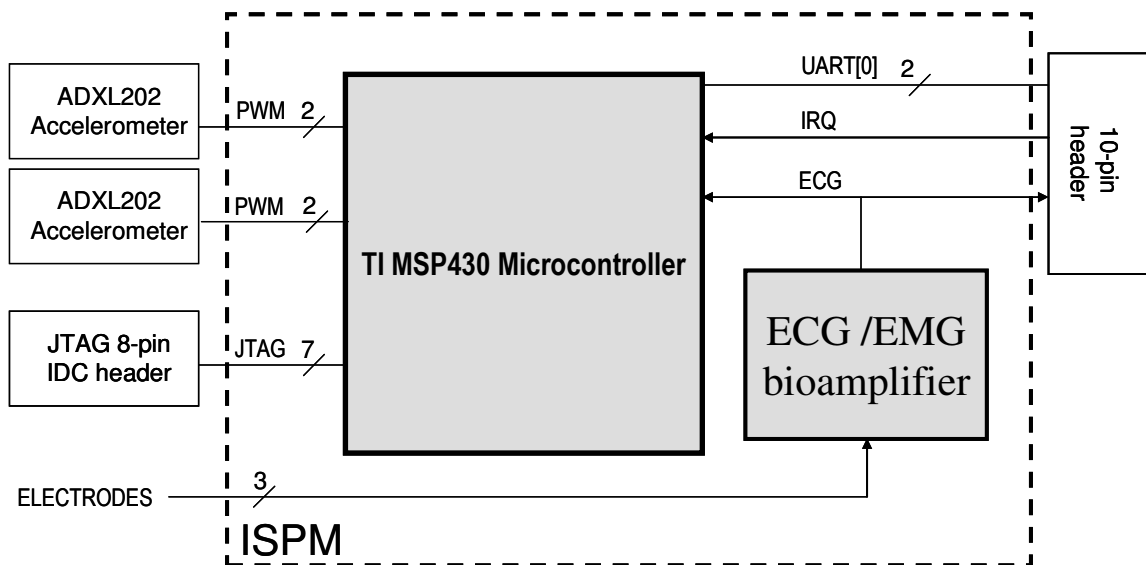 ADXL202
Accelerometer
PWM 2
ADXL202
Accelerometer
PWM 2
JTAG 8-pin
IDC header
JTAG 7
ELECTRODES
3
TI MSP430 Microcontroller
UART[0] 2
IRQ
ECG
ECG /EMG
bioamplifier
10-pin
header
ISPM